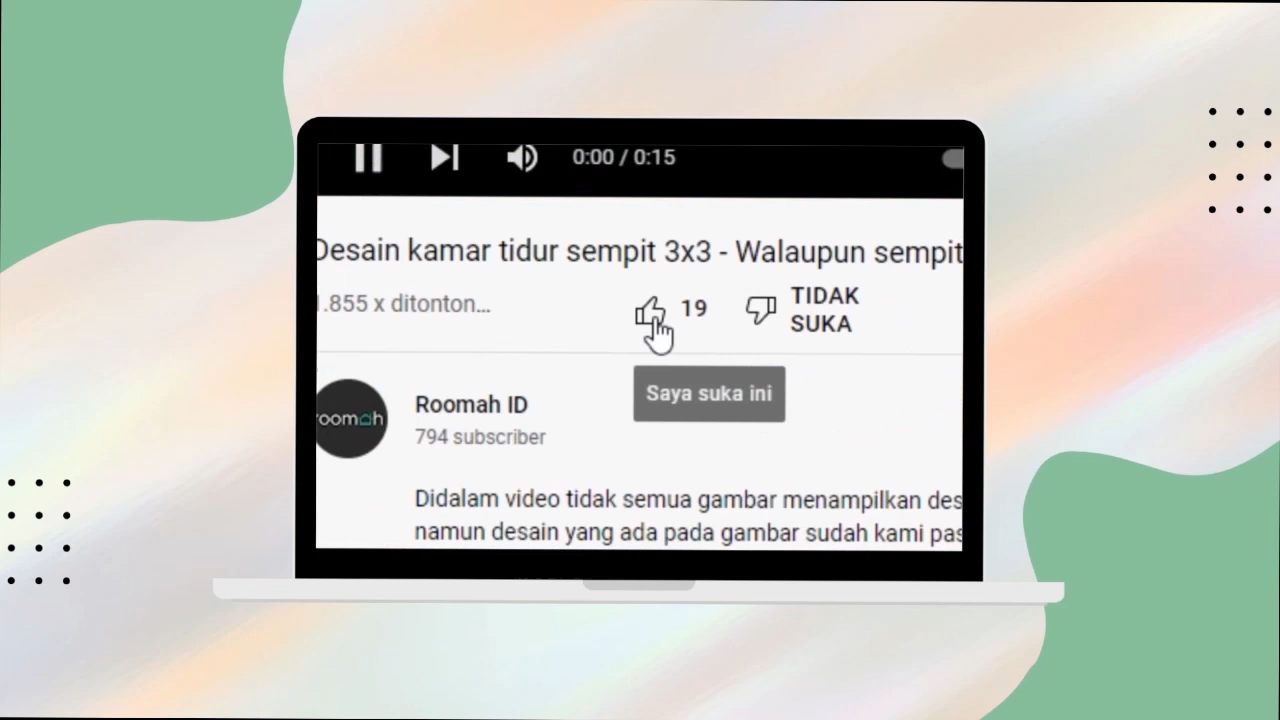 0:00 / 0:15
Desain kamar tidur sempit 3x3 - Walaupun sempit
1.855 x ditonton...
19
TIDAK
SUKA
Saya suka ini
roomah
Roomah ID
794 subscriber
Didalam video tidak semua gambar menampilkan des
namun desain yang ada pada gambar sudah kami pas